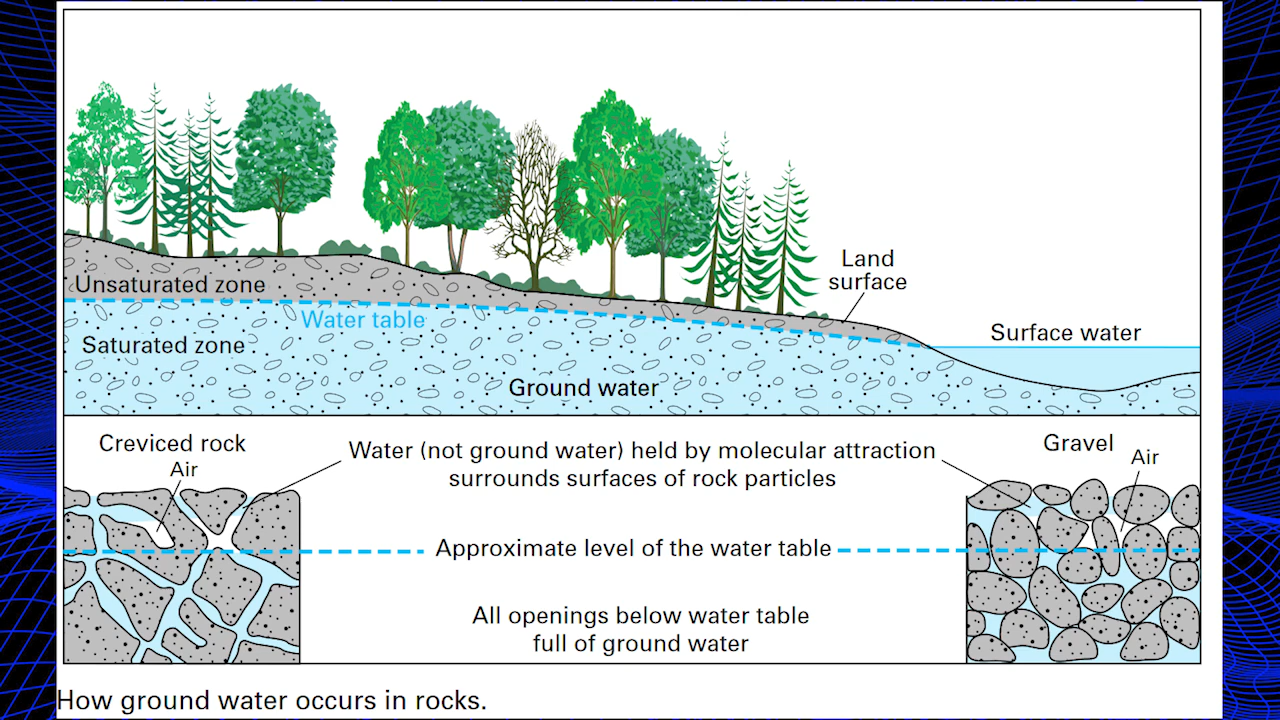 Land
surface
Unsaturated zone
Water table
Surface water
Saturated zone
Ground water
Creviced rock
Air
Water (not ground water) held by molecular attraction
surrounds surfaces of rock particles
Gravel
Air
Approximate level of the water table
All openings below water table
full of ground water
How ground water occurs in rocks.